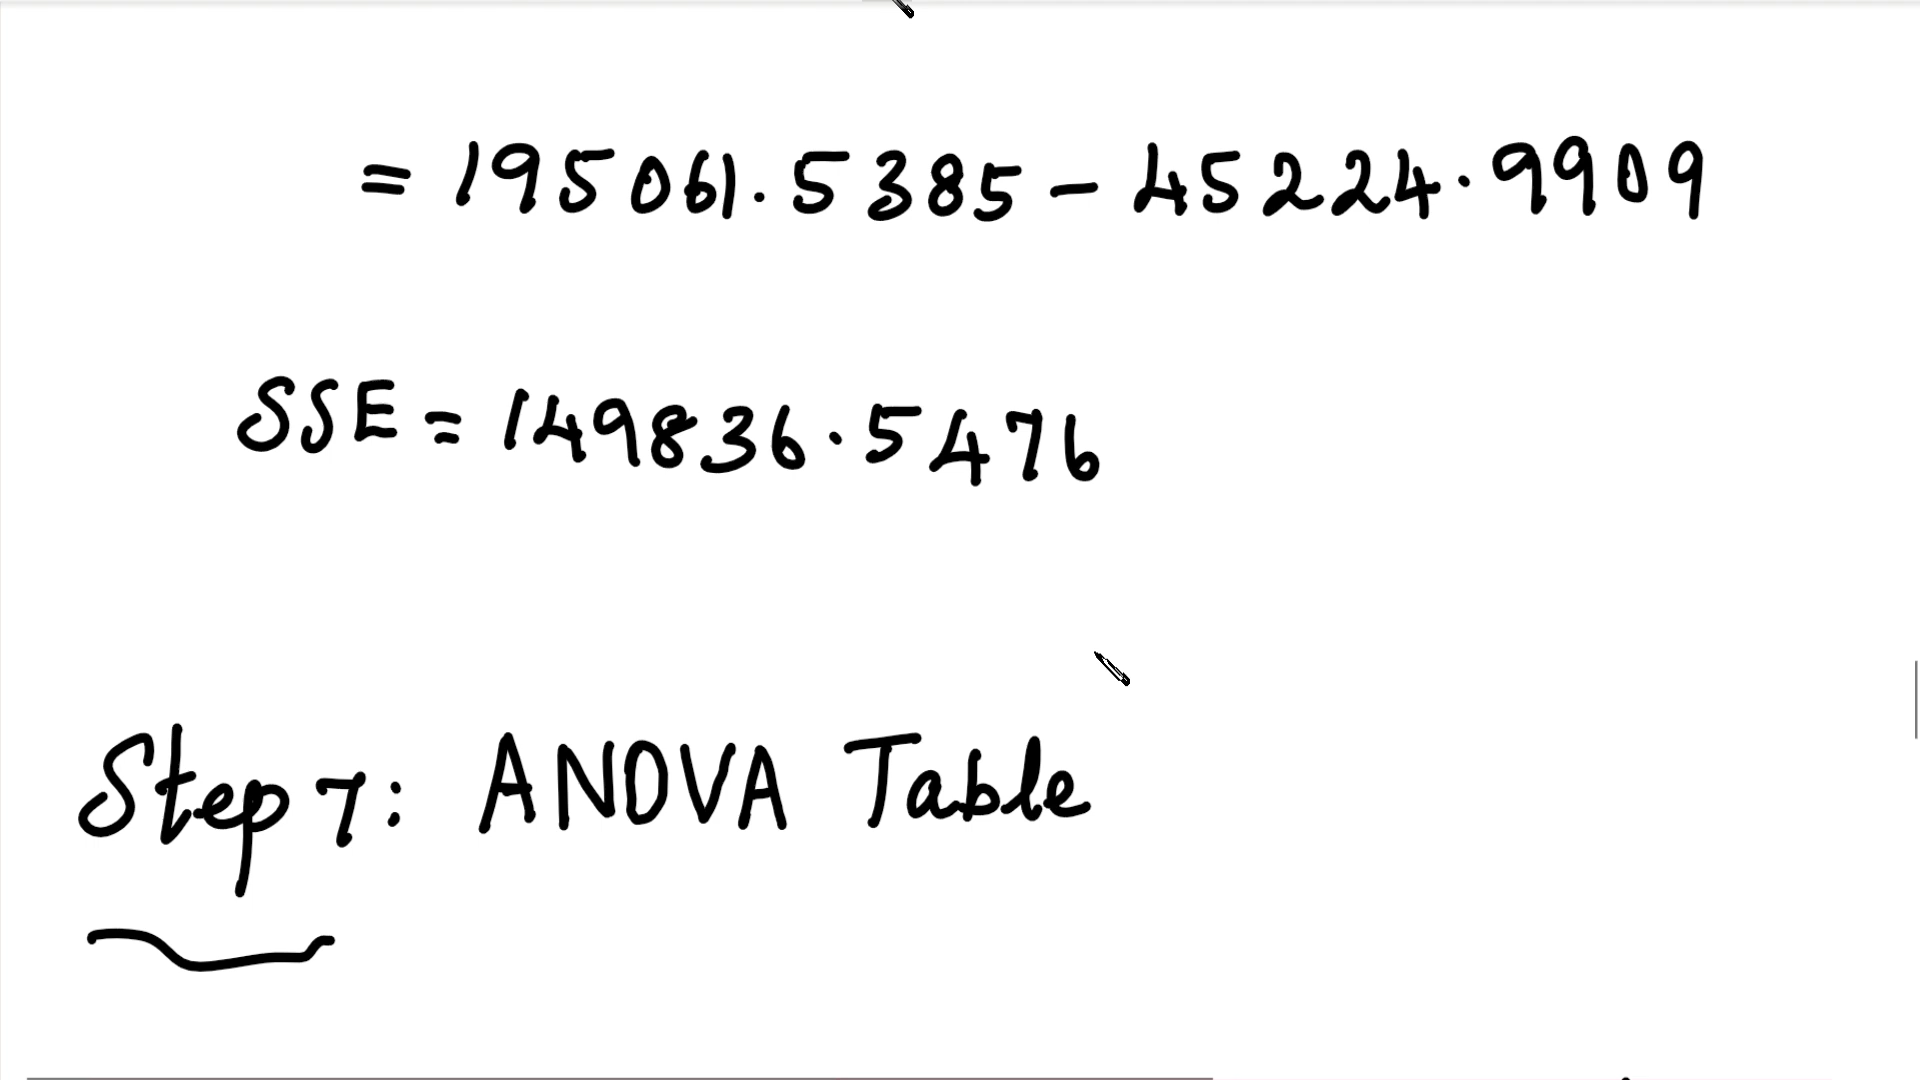 = 195061.5385 - 45224.9909
SSE = 149836.5476
Step 7: ANOVA Table